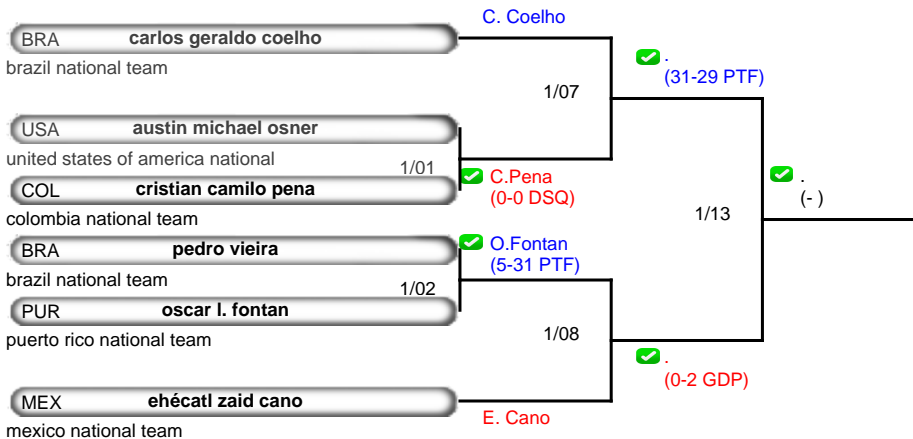 C. Coelho
BRA carlos geraldo coelho
brazil national team
.
(31-29 PTF)
1/07
USA austin michael osner
united states of america national
1/01
C.Pena
(0-0 DSQ)
COL cristian camilo pena
colombia national team
.
(- )
1/13
BRA pedro vieira
brazil national team
O.Fontan
(5-31 PTF)
1/02
PUR oscar l. fontan
puerto rico national team
1/08
.
(0-2 GDP)
MEX ehécatl zaid cano
mexico national team
E. Cano